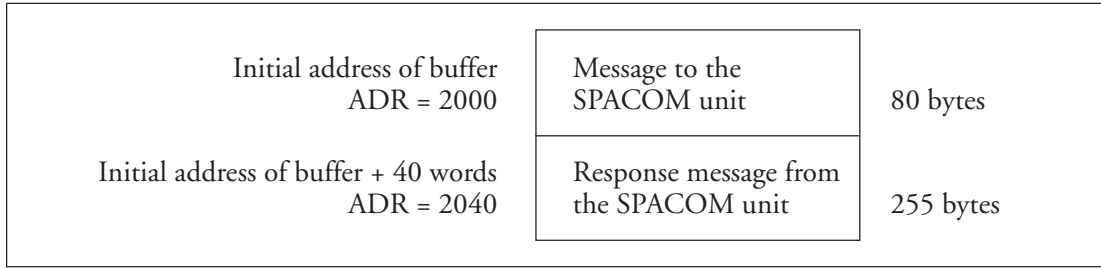 Initial address of buffer
ADR = 2000
Message to the
SPACOM unit
80 bytes
Initial address of buffer + 40 words
ADR = 2040
Response message from
the SPACOM unit
255 bytes